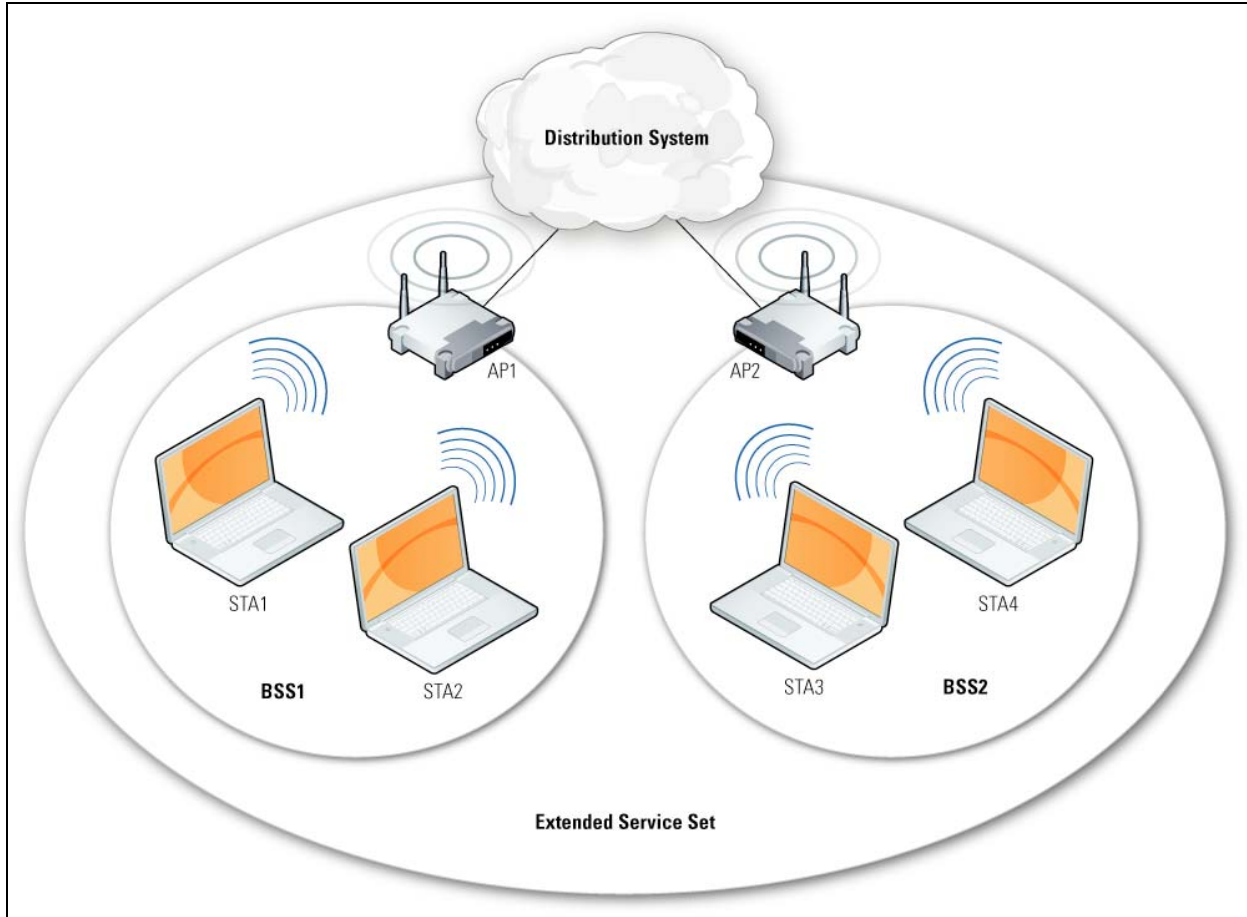 Distribution System
AP1
AP2
STA1
STA4
BSS1
STA2
STA3
BSS2
Extended Service Set